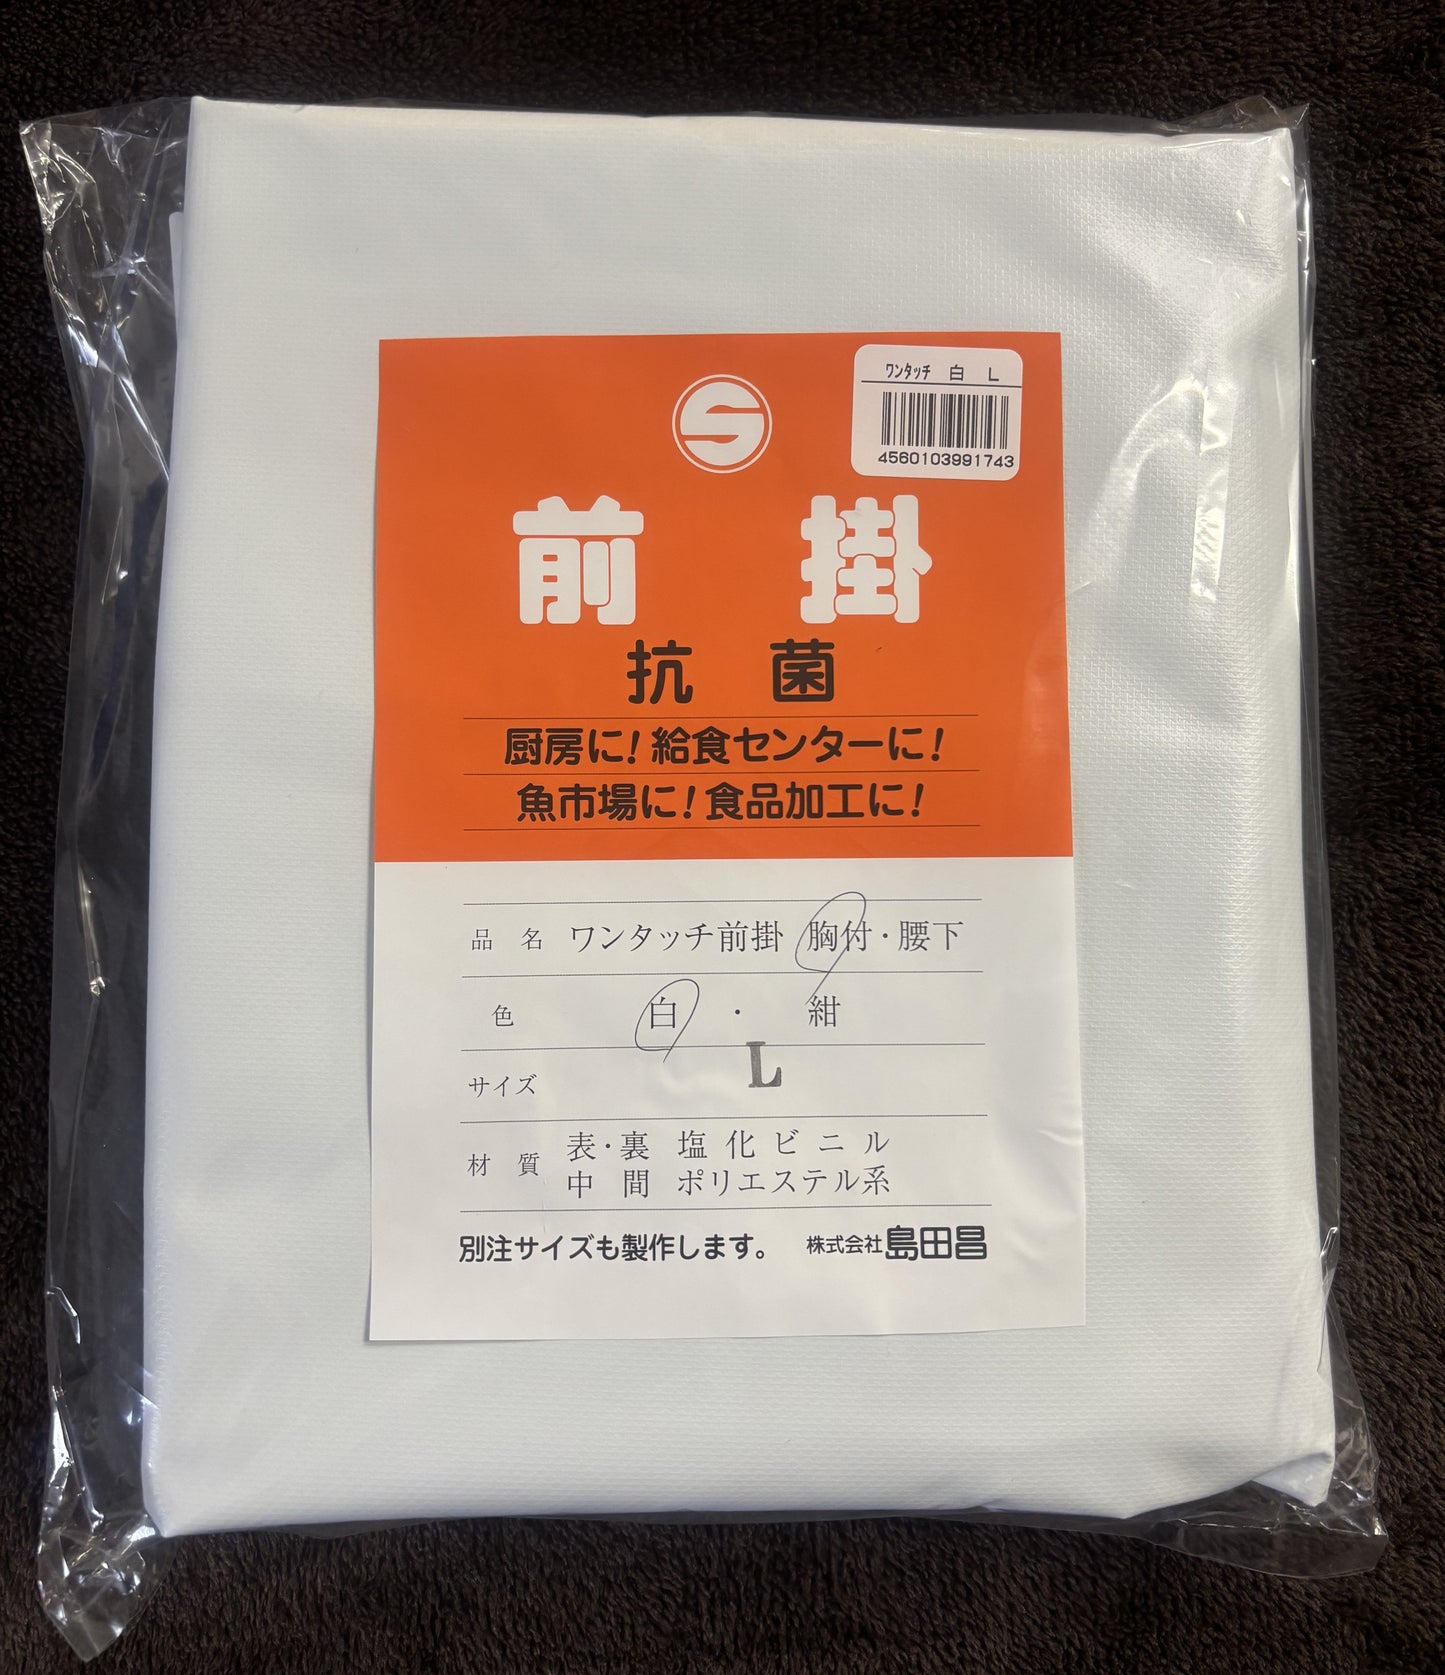 ワンタッチ 白 L
4560103991743
S
前掛
抗菌
厨房に!給食センターに!
魚市場に!食品加工に!
品名 ワンタッチ前掛 胸付・腰下
色 白・紺
サイズ L
材質 表・裏 塩化ビニル
中間 ポリエステル系
別注サイズも製作します。 株式会社島田昌